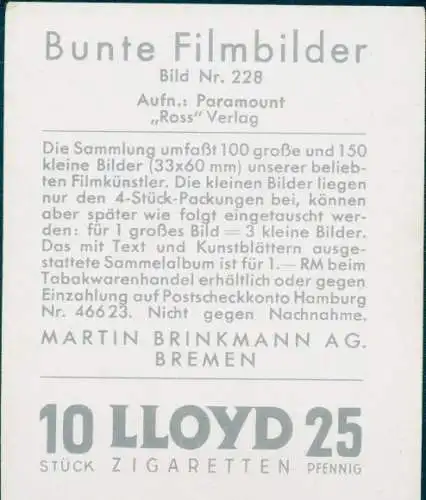 Bunte Filmbilder
Bild Nr. 228
Aufn.: Paramount
„Ross" Verlag
Die Sammlung umfaßt 100 große und 150
kleine Bilder (33x60 mm) unserer belieb-
ten Filmkünstler. Die kleinen Bilder liegen
nur den 4-Stück-Packungen bei, können
aber später wie folgt eingetauscht wer-
den: für 1 großes Bild = 3 kleine Bilder.
Das mit Text und Kunstblättern ausge-
stattete Sammelalbum ist für 1.— RM beim
Tabakwarenhandel erhältlich oder gegen
Einzahlung auf Postscheckkonto Hamburg
Nr. 46623. Nicht gegen Nachnahme.
MARTIN BRINKMANN AG.
BREMEN
10 LLOYD 25
STÜCK ZIGARETTEN PFENNIG